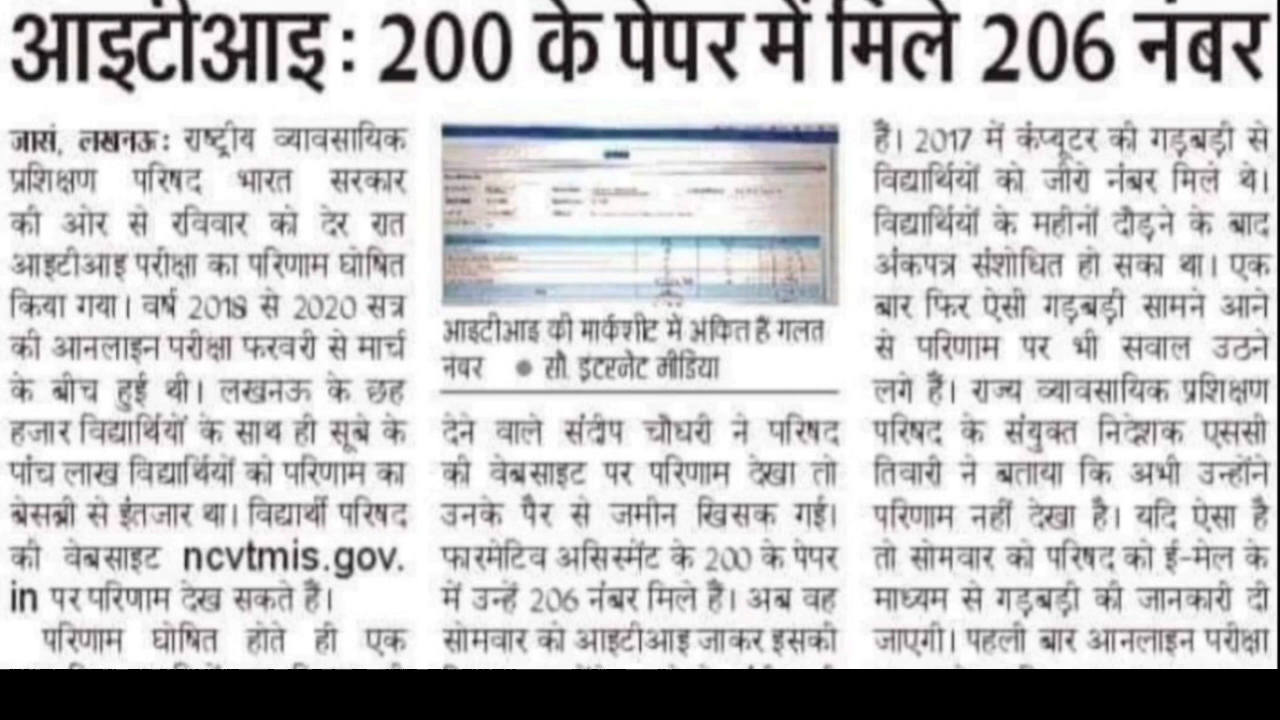 आइटीआइ : 200 के पेपर में मिले 206 नंबर
जासं, लखनऊ : राष्ट्रीय व्यावसायिक
प्रशिक्षण परिषद भारत सरकार
की ओर से रविवार को देर रात
आइटीआइ परीक्षा का परिणाम घोषित
किया गया। वर्ष 2018 से 2020 सत्र
की आनलाइन परीक्षा फरवरी से मार्च
के बीच हुई थी। लखनऊ के छह
हजार विद्यार्थियों के साथ ही सूबे के
पांच लाख विद्यार्थियों को परिणाम का
बेसब्री से इंतजार था। विद्यार्थी परिषद
की वेबसाइट ncvtmis.gov.
in पर परिणाम देख सकते हैं।
परिणाम घोषित होते ही एक
आइटीआइ की मार्कशीट में अंकित हैं गलत
नंबर ● सौ. इंटरनेट मीडिया
देने वाले संदीप चौधरी ने परिषद
की वेबसाइट पर परिणाम देखा तो
उनके पैर से जमीन खिसक गई।
फारमेटिव असिस्मेंट के 200 के पेपर
में उन्हें 206 नंबर मिले हैं। अब वह
सोमवार को आइटीआइ जाकर इसकी
है। 2017 में कंप्यूटर की गड़बड़ी से
विद्यार्थियों को जीरो नंबर मिले थे।
विद्यार्थियों के महीनों दौड़ने के बाद
अंकपत्र संशोधित हो सका था। एक
बार फिर ऐसी गड़बड़ी सामने आने
से परिणाम पर भी सवाल उठने
लगे हैं। राज्य व्यावसायिक प्रशिक्षण
परिषद के संयुक्त निदेशक एससी
तिवारी ने बताया कि अभी उन्होंने
परिणाम नहीं देखा है। यदि ऐसा है
तो सोमवार को परिषद को ई-मेल के
माध्यम से गड़बड़ी की जानकारी दी
जाएगी। पहली बार आनलाइन परीक्षा